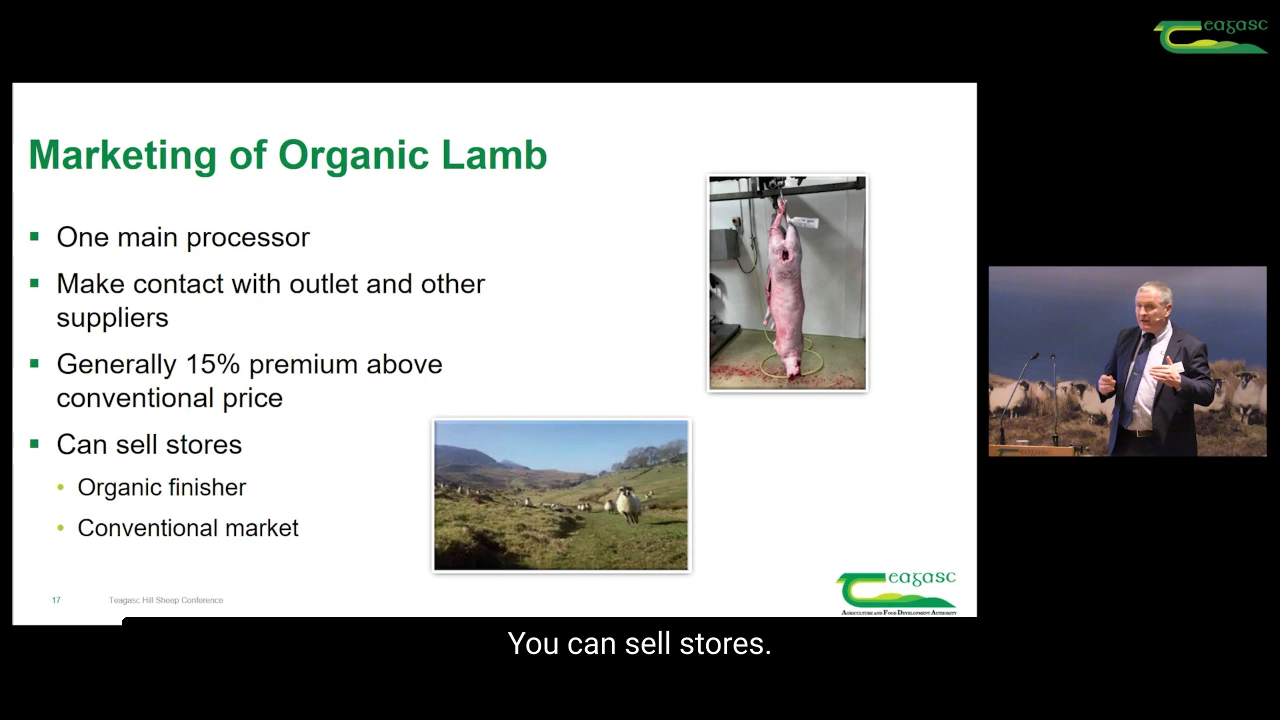 eagasc
Marketing of Organic Lamb
One main processor
Make contact with outlet and other
suppliers
Generally 15% premium above
conventional price
Can sell stores
Organic finisher
Conventional market
eagasc
AGRICULTURE AND FOOD DEVELOPMENT AUTHORITY
17
Teagasc Hill Sheep Conference
You can sell stores.